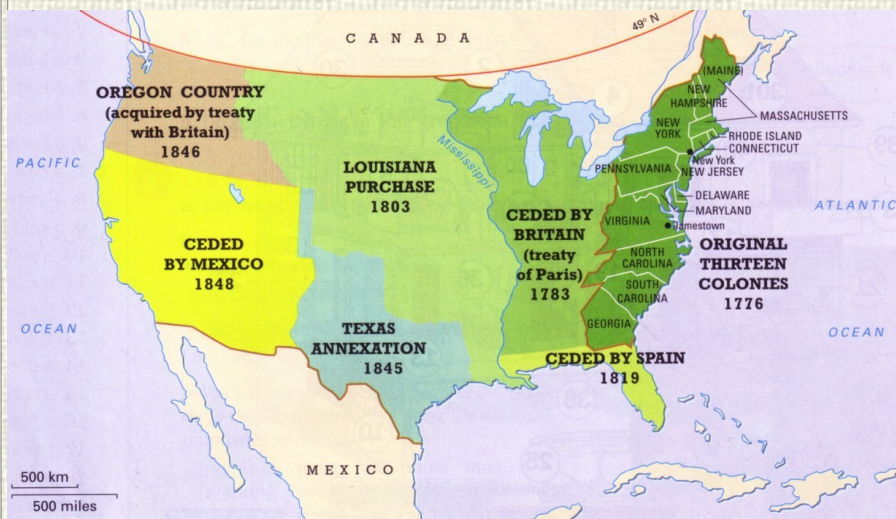 CANADA
49° N
OREGON COUNTRY
(acquired by treaty
with Britain)
1846
PACIFIC
OCEAN
CEDED
BY MEXICO
1848
LOUISIANA
PURCHASE
1803
Mississippi
TEXAS
ANNEXATION
1845
CEDED BY
BRITAIN
(treaty
of Paris)
1783
CEDED BY SPAIN
1819
(MAINE)
NEW
HAMPSHIRE
MASSACHUSETTS
NEW
YORK
RHODE ISLAND
CONNECTICUT
New York
NEW JERSEY
PENNSYLVANIA
DELAWARE
MARYLAND
VIRGINIA
Jamestown
NORTH
CAROLINA
SOUTH
CAROLINA
GEORGIA
ORIGINAL
THIRTEEN
COLONIES
1776
ATLANTIC
OCEAN
MEXICO
500 km
500 miles